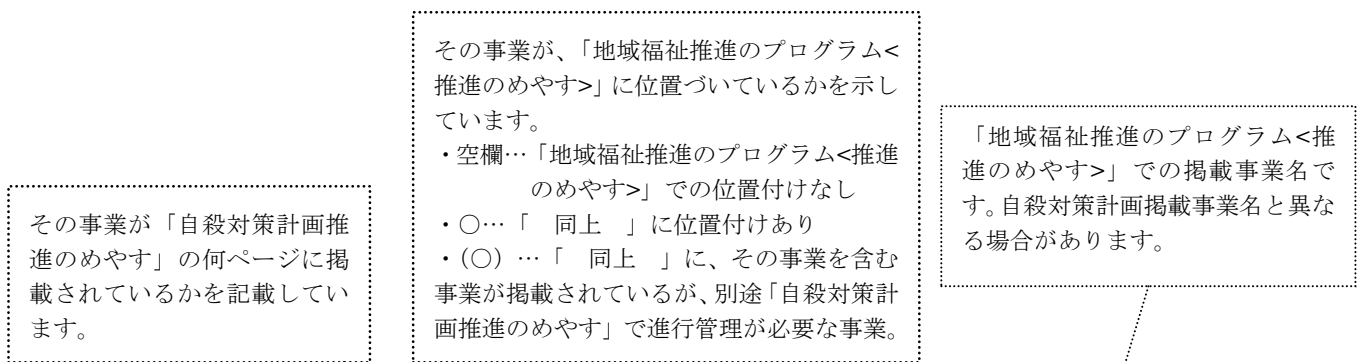 その事業が「自殺対策計画推
進のめやす」の何ページに掲
載されているかを記載してい
ます。
その事業が、「地域福祉推進のプログラム<
推進のめやす>」に位置づいているかを示し
ています。
・空欄…「地域福祉推進のプログラム<推進
のめやす>」での位置付けなし
・○…「　同上　」に位置付けあり
・(○)…「　同上　」に、その事業を含む
事業が掲載されているが、別途「自殺対策計
画推進のめやす」で進行管理が必要な事業。
「地域福祉推進のプログラム<推
進のめやす>」での掲載事業名で
す。自殺対策計画掲載事業名と異な
る場合があります。